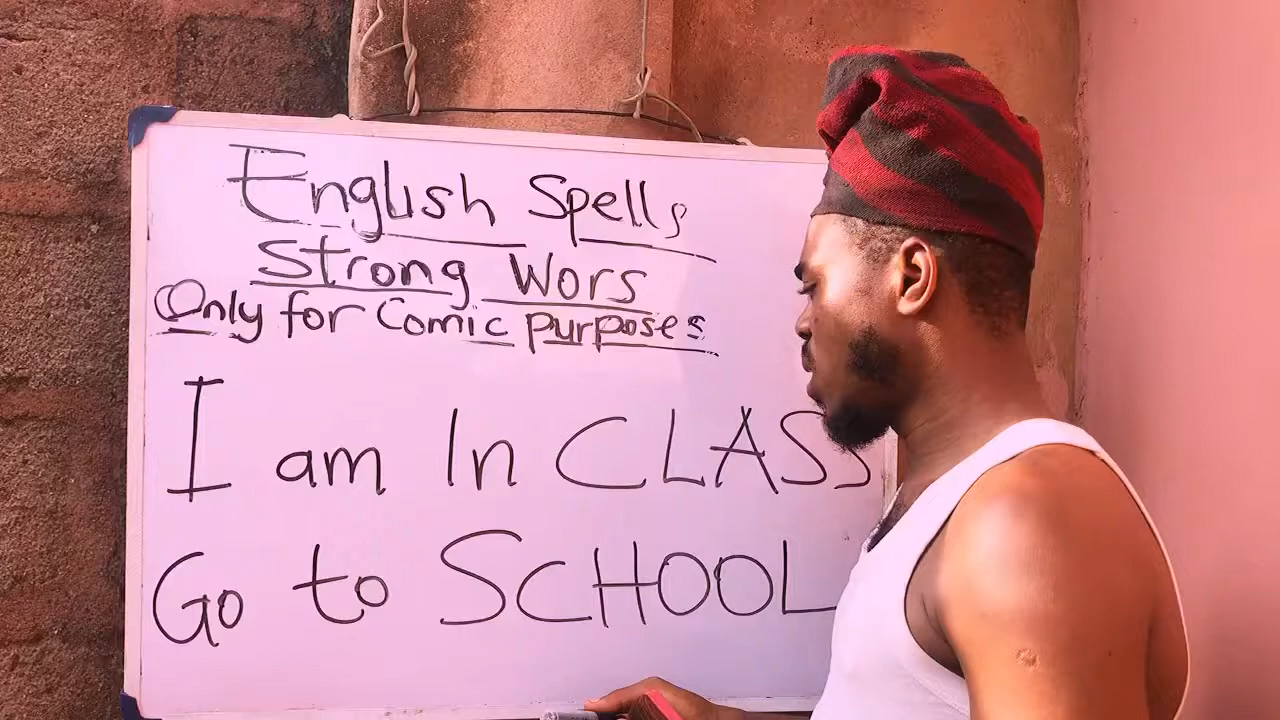 English Spells
Strong Wors
Only for Comic purposes
I am In CLASS
Go to SCHOOL